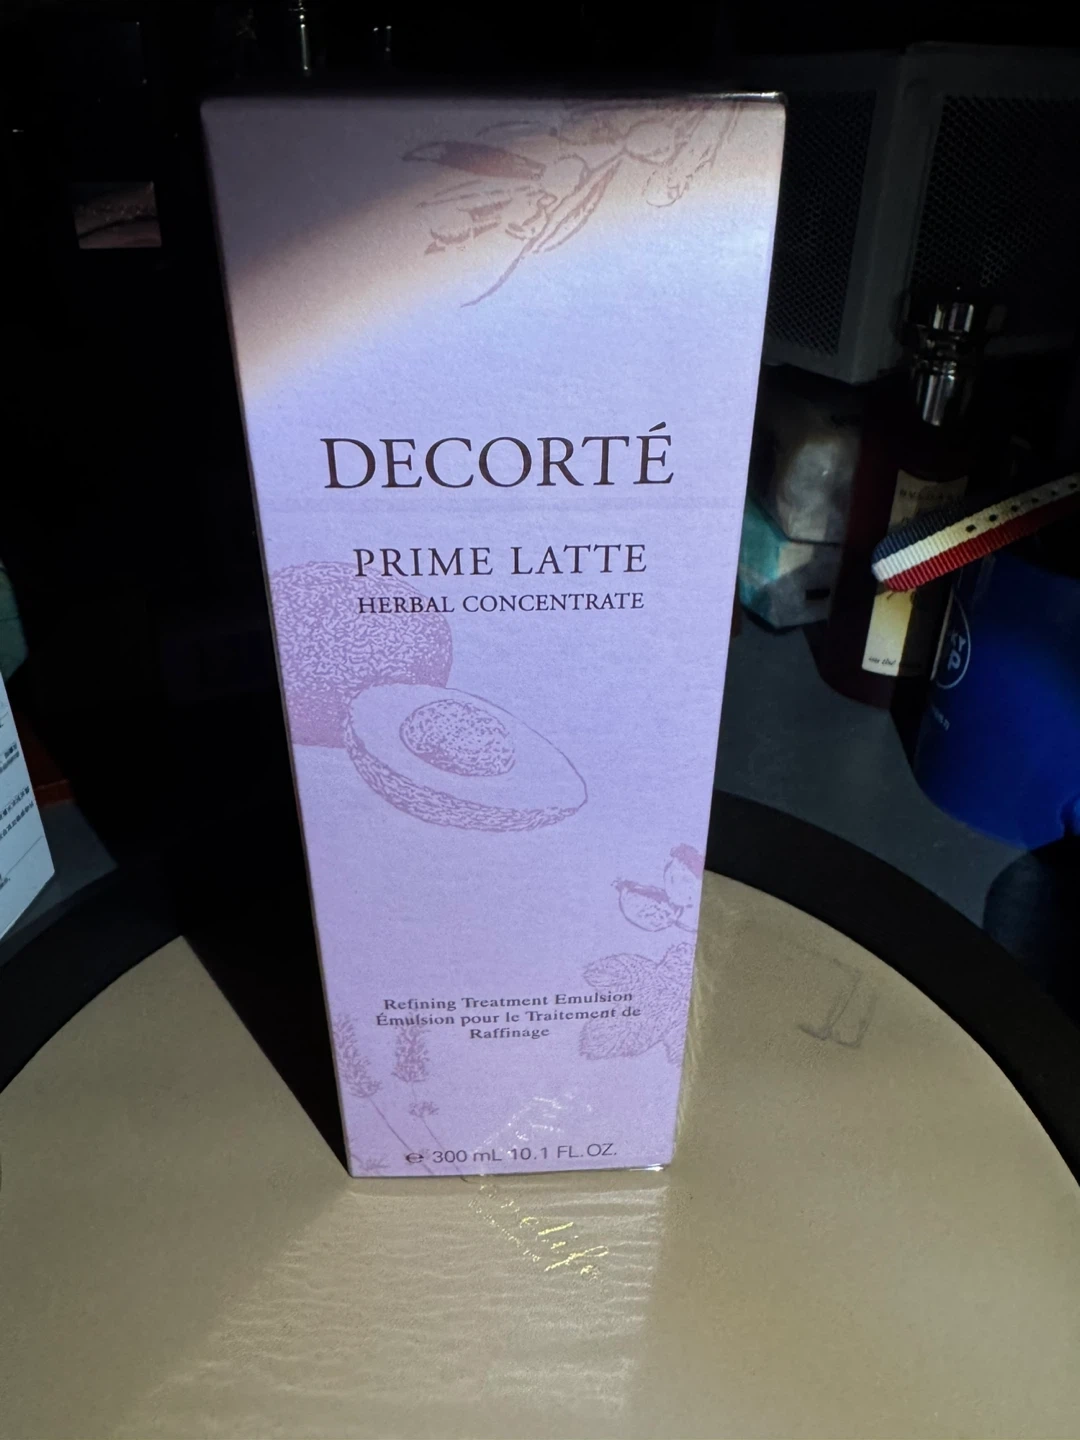 DECORTÉ
PRIME LATTE
HERBAL CONCENTRATE
Refining Treatment Emulsion
Émulsion pour le Traitement de
Raffinage
℮ 300 mL 10.1 FL.OZ.
BVLGARI